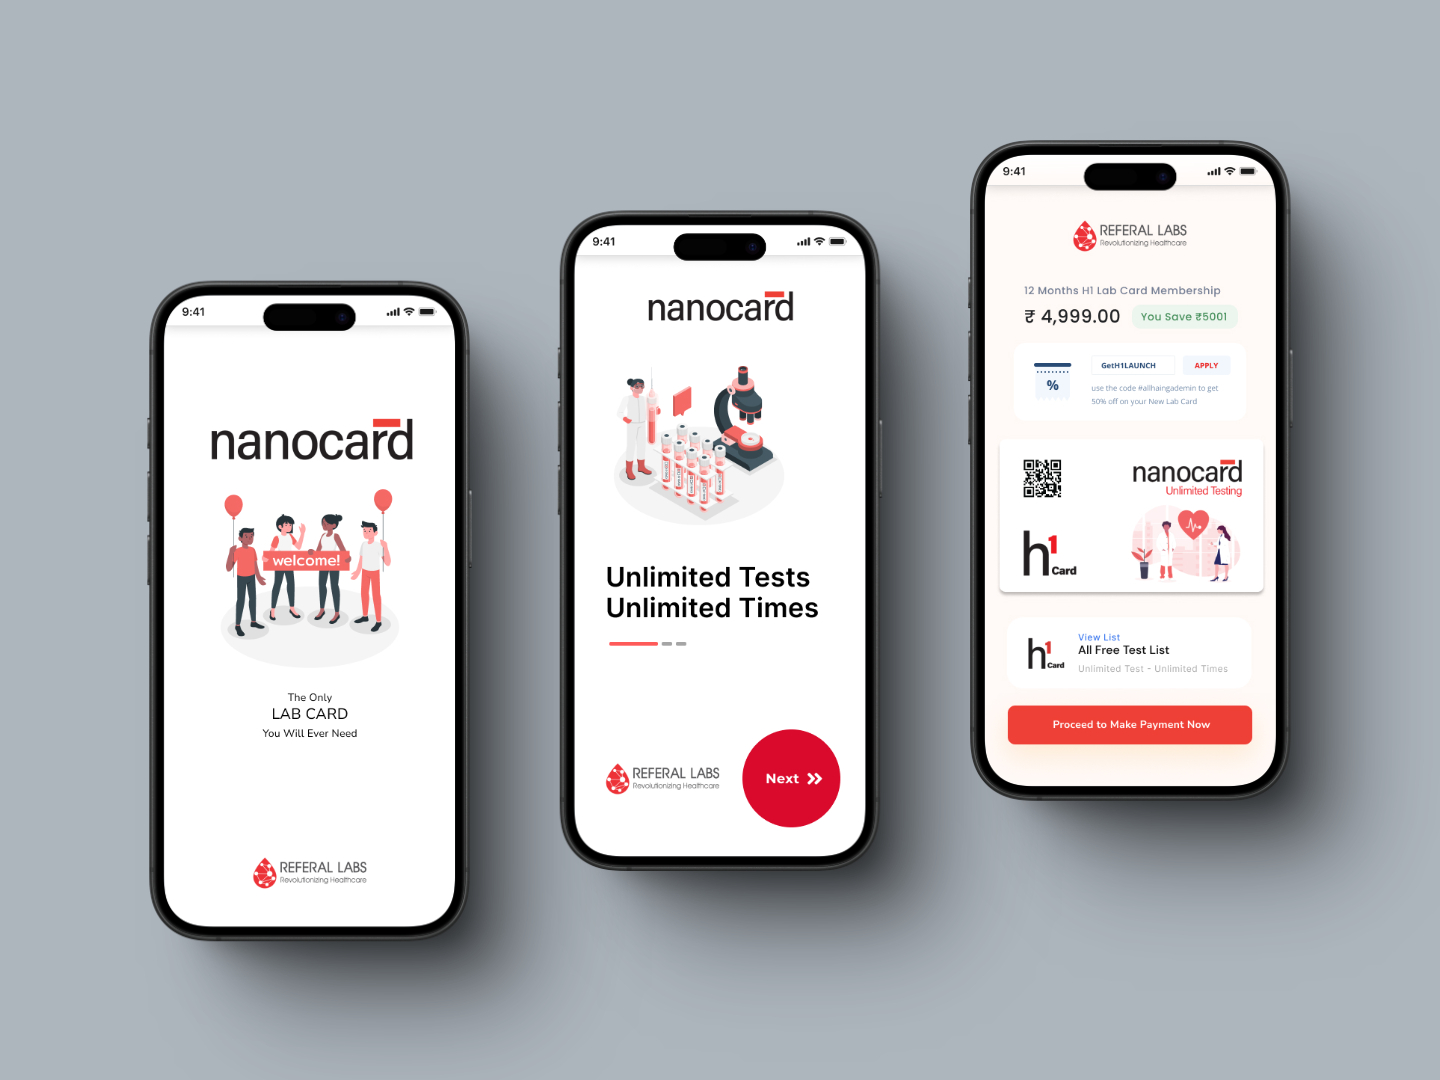 9:41
nanocard
welcome!
The Only
LAB CARD
You Will Ever Need
REFERAL LABS
Revolutionizing Healthcare
9:41
nanocard
Unlimited Tests
Unlimited Times
REFERAL LABS
Revolutionizing Healthcare
Next
9:41
REFERAL LABS
Revolutionizing Healthcare
12 Months H1 Lab Card Membership
₹ 4,999.00
You Save ₹5001
%
GetH1LAUNCH
APPLY
use the code #allhaingademin to get
50% off on your New Lab Card
nanocard
Unlimited Testing
h1
Card
h1
Card
View List
All Free Test List
Unlimited Test - Unlimited Times
Proceed to Make Payment Now